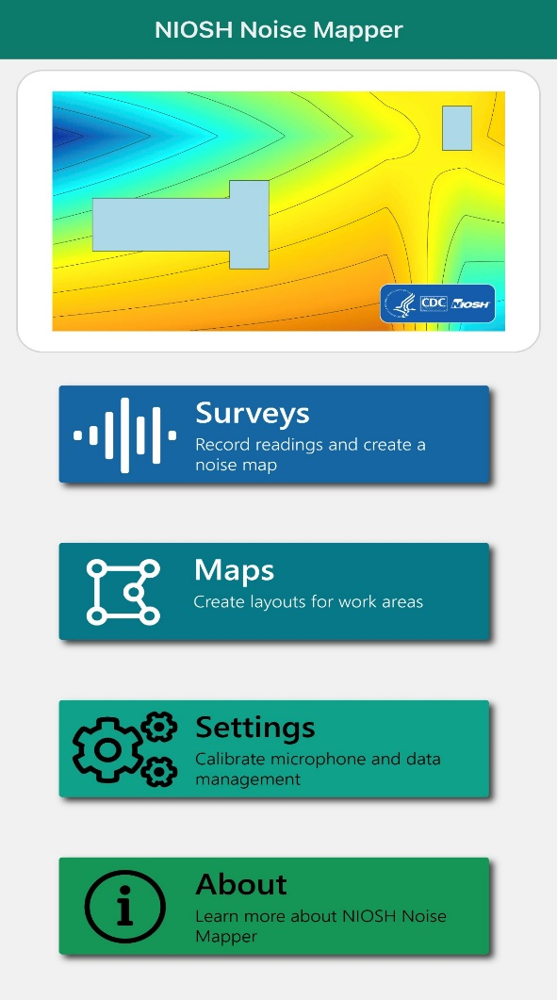 NIOSH Noise Mapper
CDC NIOSH
Surveys
Record readings and create a
noise map
Maps
Create layouts for work areas
Settings
Calibrate microphone and data
management
About
Learn more about NIOSH Noise
Mapper